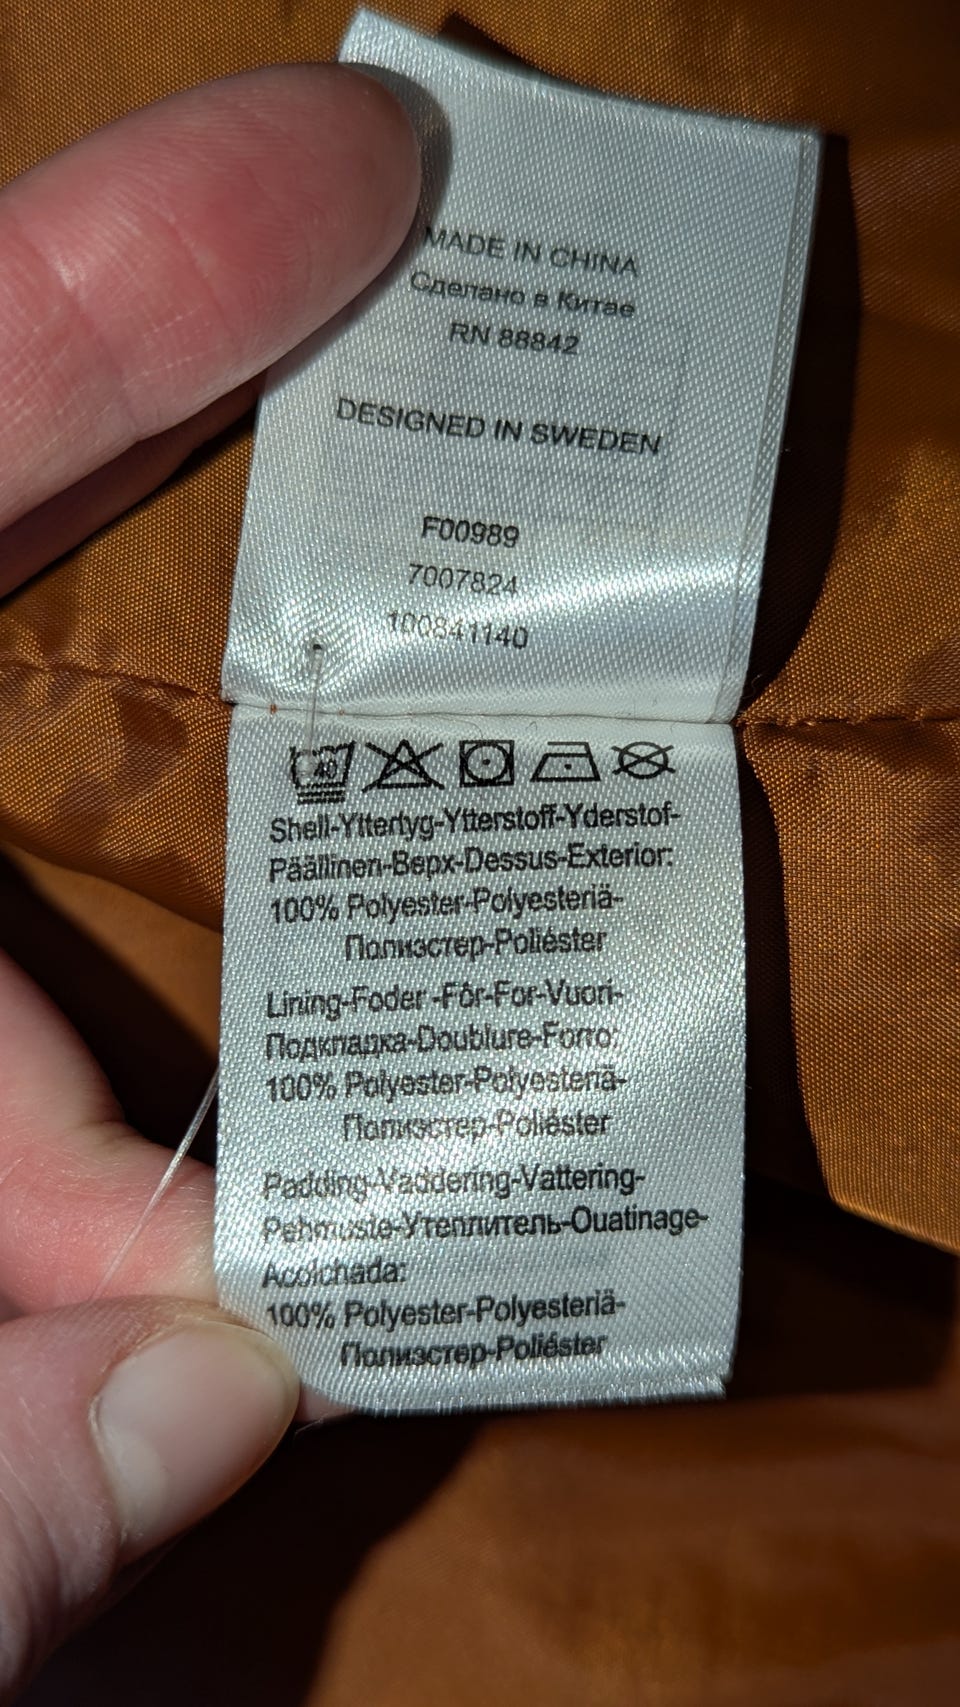 MADE IN CHINA
Сделано в Китае
RN 88842
DESIGNED IN SWEDEN
F00989
7007824
100841140
40
Shell-Yttertyg-Ytterstoff-Yderstof-
Päällinen-Верх-Dessus-Exterior:
100% Polyester-Polyesteriä-
Полиэстер-Poliéster
Lining-Foder -Fôr-For-Vuori-
Подкладка-Doublure-Forro:
100% Polyester-Polyesteriä-
Полиэстер-Poliéster
Padding-Vaddering-Vattering-
Pehmuste-Утеплитель-Ouatinage-
Acolchada:
100% Polyester-Polyesteriä-
Полиэстер-Poliéster